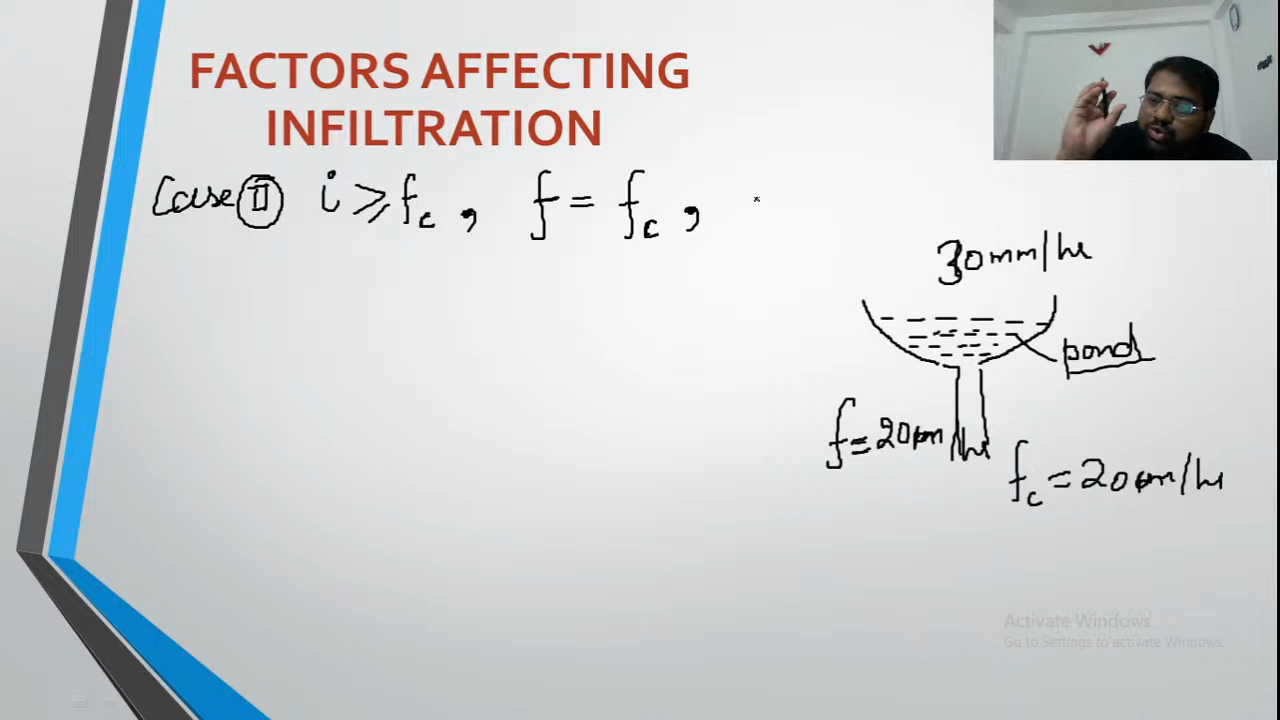 FACTORS AFFECTING
INFILTRATION
Case II i ≥ fc , f = fc ,
30mm/hr
pond
f = 20mm/hr
fc = 20mm/hr
Activate Windows
Go to Settings to activate Windows.